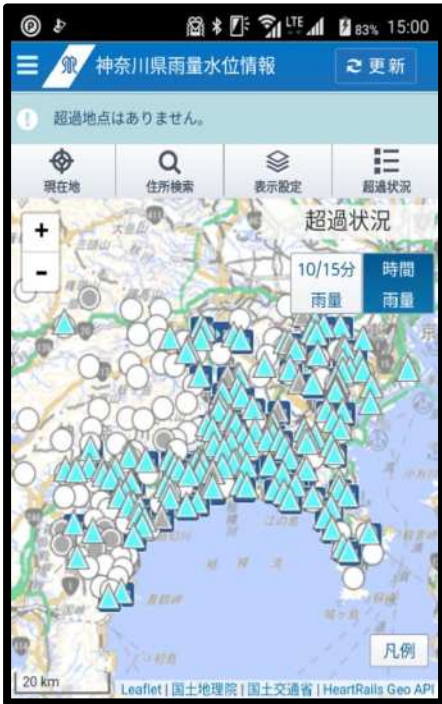 LTE 83% 15:00
神奈川県雨量水位情報
更新
超過地点はありません。
現在地
住所検索
表示設定
超過状況
超過状況
+
-
10/15分
雨量
時間
雨量
凡例
20 km
Leaflet | 国土地理院 | 国土交通省 | HeartRails Geo API